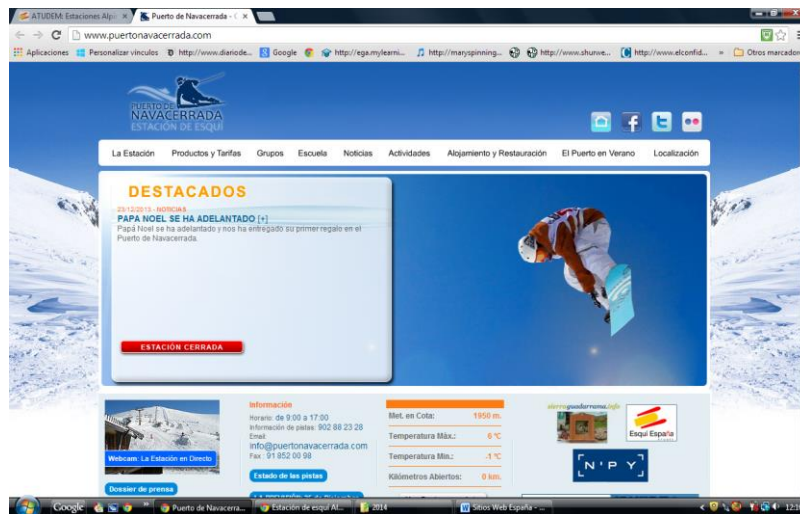 ATUDEM: Estaciones Alpi
Puerto de Navacerrada - (
www.puertonavacerrada.com
Aplicaciones Personalizar vínculos http://www.diariode... Google http://ega.mylearni... http://maryspinning... http://www.shurwe... http://www.elconfid... » Otros marcadores
PUERTO DE
NAVACERRADA
ESTACIÓN DE ESQUÍ
La Estación Productos y Tarifas Grupos Escuela Noticias Actividades Alojamiento y Restauración El Puerto en Verano Localización
DESTACADOS
23/12/2013 - NOTICIAS
PAPA NOEL SE HA ADELANTADO [+]
Papá Noel se ha adelantado y nos ha entregado su primer regalo en el
Puerto de Navacerrada.
ESTACIÓN CERRADA
Webcam: La Estación en Directo
Dossier de prensa
Información
Horario: de 9:00 a 17:00
Información de pistas: 902 88 23 28
Email:
info@puertonavacerrada.com
Fax: 91 852 00 98
Estado de las pistas
Met. en Cota: 1950 m.
Temperatura Máx.: 6 ºC
Temperatura Mín.: -1 ºC
Kilómetros Abiertos: 0 km.
sierraguadarrama.info
Esquí España
N'PY
Google Puerto de Navacerra... Estación de esquí Al... 2014 Sitios Web España - ... 12:1